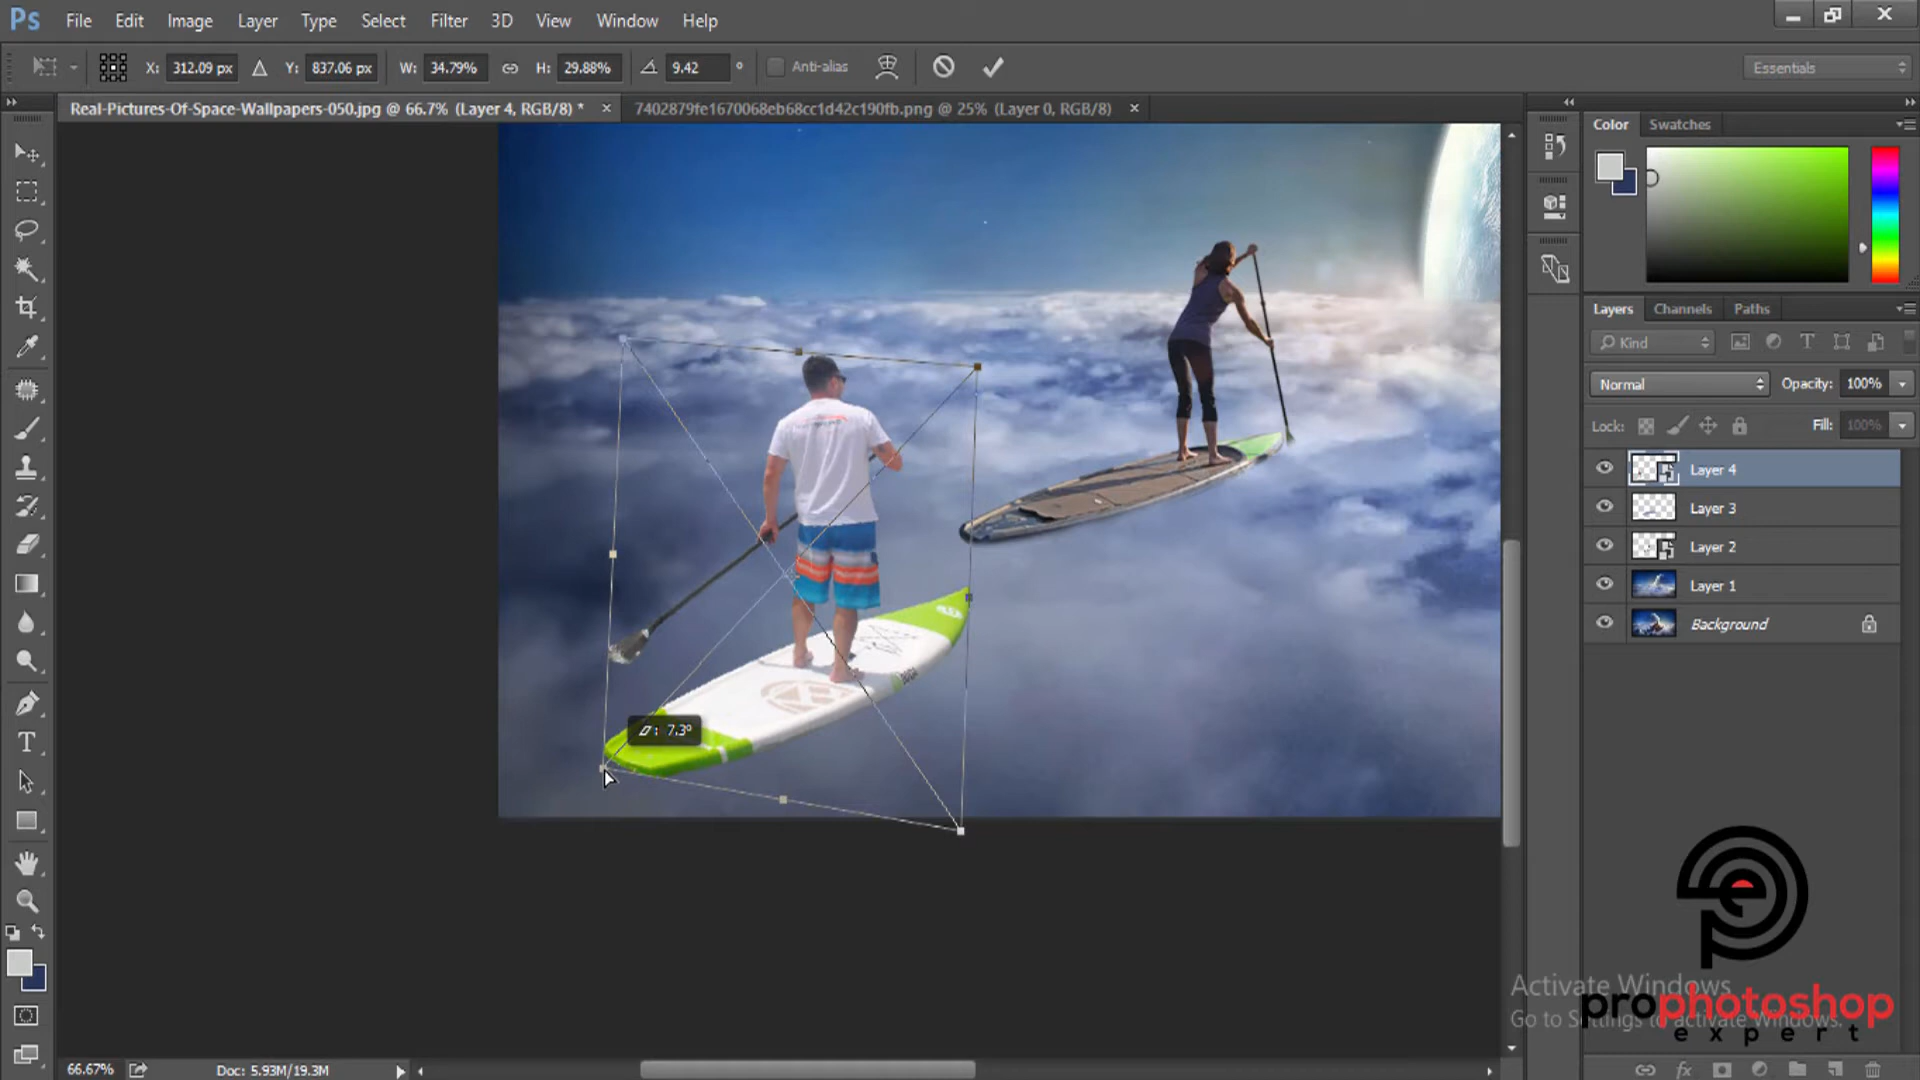 Ps File Edit Image Layer Type Select Filter 3D View Window Help
X: 312.09 px Y: 837.06 px W: 34.79% H: 29.88% 9.42 ° Anti-alias Essentials
Real-Pictures-Of-Space-Wallpapers-050.jpg @ 66.7% (Layer 4, RGB/8) * × 7402879fe1670068eb68cc1d42c190fb.png @ 25% (Layer 0, RGB/8) ×
Color Swatches
Layers Channels Paths
Kind
Normal Opacity: 100%
Lock: Fill: 100%
Layer 4
Layer 3
Layer 2
Layer 1
Background
7.3°
Activate Windows
Go to Settings to activate Windows.
prophotoshop
expert
66.67% Doc: 5.93M/19.3M
fx